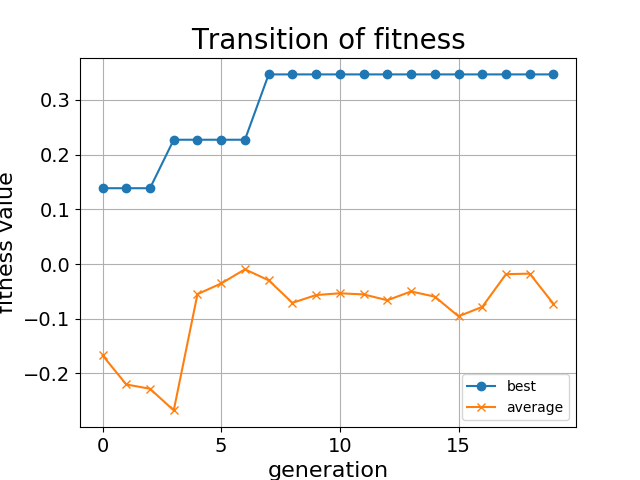 Transition of fitness
fitness value
0.3
0.2
0.1
0.0
−0.1
−0.2
0
5
10
15
generation
best
average